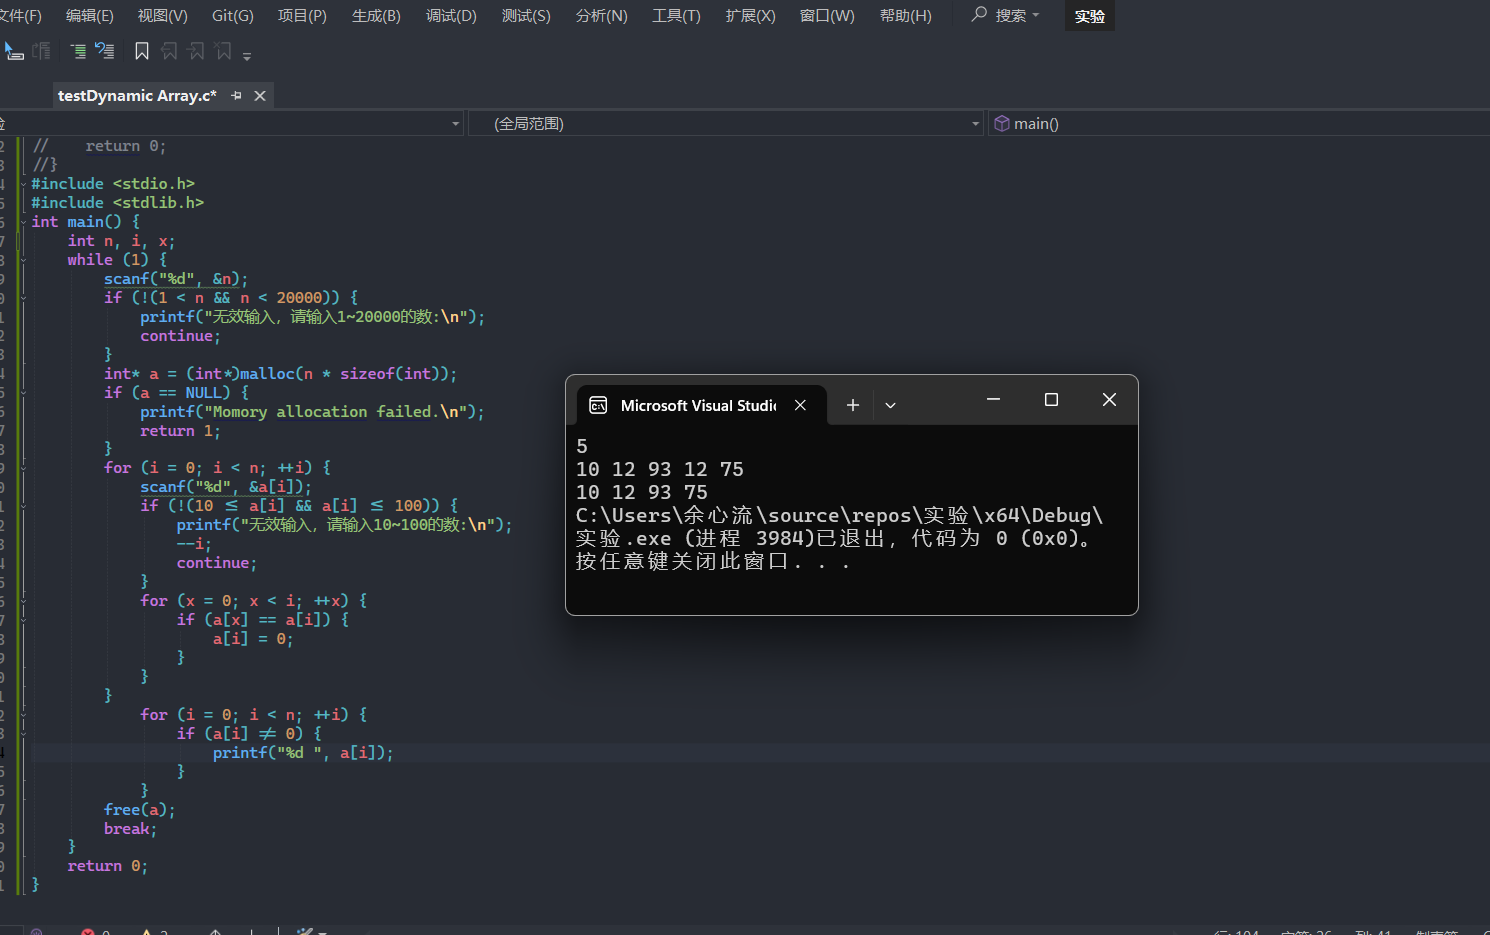 文件(F) 编辑(E) 视图(V) Git(G) 项目(P) 生成(B) 调试(D) 测试(S) 分析(N) 工具(T) 扩展(X) 窗口(W) 帮助(H) 搜索 实验
testDynamic Array.c*
(全局范围) main()
//    return 0;
//}
#include <stdio.h>
#include <stdlib.h>
int main() {
    int n, i, x;
    while (1) {
        scanf("%d", &n);
        if (!(1 < n && n < 20000)) {
            printf("无效输入，请输入1~20000的数:\n");
            continue;
        }
        int* a = (int*)malloc(n * sizeof(int));
        if (a == NULL) {
            printf("Momory allocation failed.\n");
            return 1;
        }
        for (i = 0; i < n; ++i) {
            scanf("%d", &a[i]);
            if (!(10 ≤ a[i] && a[i] ≤ 100)) {
                printf("无效输入，请输入10~100的数:\n");
                --i;
                continue;
            }
            for (x = 0; x < i; ++x) {
                if (a[x] == a[i]) {
                    a[i] = 0;
                }
            }
        }
            for (i = 0; i < n; ++i) {
                if (a[i] ≠ 0) {
                    printf("%d ", a[i]);
                }
            }
        free(a);
        break;
    }
    return 0;
}
Microsoft Visual Studi
5
10 12 93 12 75
10 12 93 75
C:\Users\余心流\source\repos\实验\x64\Debug\
实验.exe (进程 3984)已退出，代码为 0 (0x0)。
按任意键关闭此窗口. . .